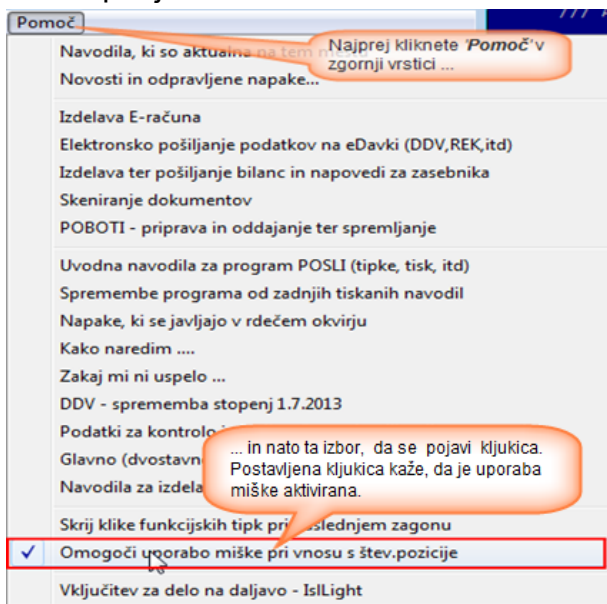 Pomoč
Navodila, ki so aktualna na tem mestu
Najprej kliknete 'Pomoč' v
zgornji vrstici ...
Novosti in odpravljene napake...
Izdelava E-računa
Elektronsko pošiljanje podatkov na eDavki (DDV,REK,itd)
Izdelava ter pošiljanje bilanc in napovedi za zasebnika
Skeniranje dokumentov
POBOTI - priprava in oddajanje ter spremljanje
Uvodna navodila za program POSLI (tipke, tisk, itd)
Spremembe programa od zadnjih tiskanih navodil
Napake, ki se javljajo v rdečem okvirju
Kako naredim ....
Zakaj mi ni uspelo ...
DDV - sprememba stopenj 1.7.2013
Podatki za kontrolo
Glavno (dvostavn
Navodila za izdela
... in nato ta izbor, da se pojavi kljukica.
Postavljena kljukica kaže, da je uporaba
miške aktivirana.
Skrij klike funkcijskih tipk pri naslednjem zagonu
Omogoči uporabo miške pri vnosu s štev.pozicije
Vključitev za delo na daljavo - IslLight